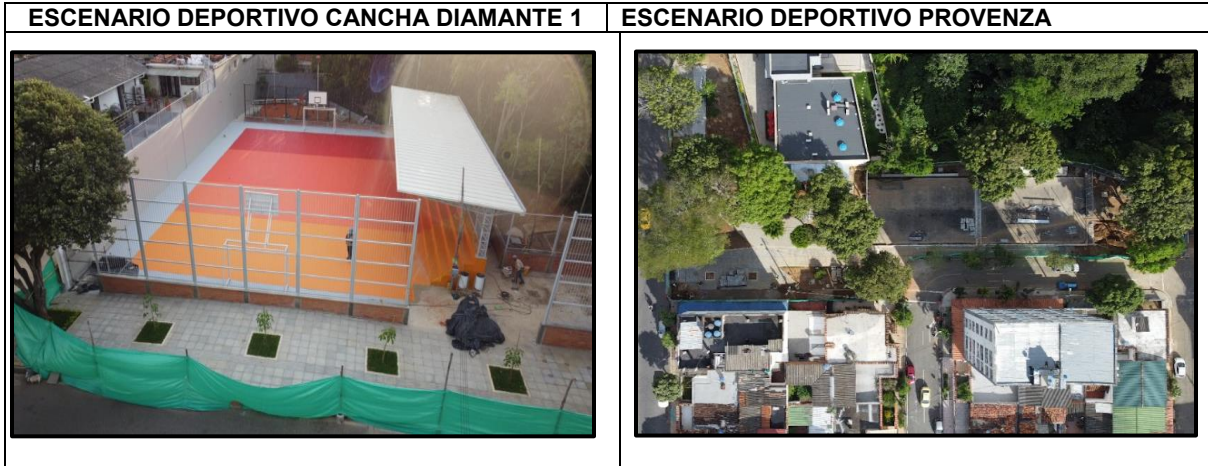 ESCENARIO DEPORTIVO CANCHA DIAMANTE 1
ESCENARIO DEPORTIVO PROVENZA